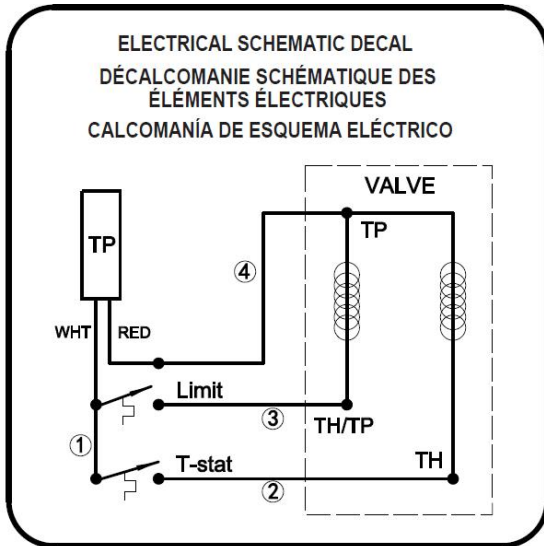 ELECTRICAL SCHEMATIC DECAL
DÉCALCOMANIE SCHÉMATIQUE DES
ÉLÉMENTS ÉLECTRIQUES
CALCOMANÍA DE ESQUEMA ELÉCTRICO
VALVE
TP
TP
4
WHT RED
Limit
3
TH/TP
1
T-stat
TH
2